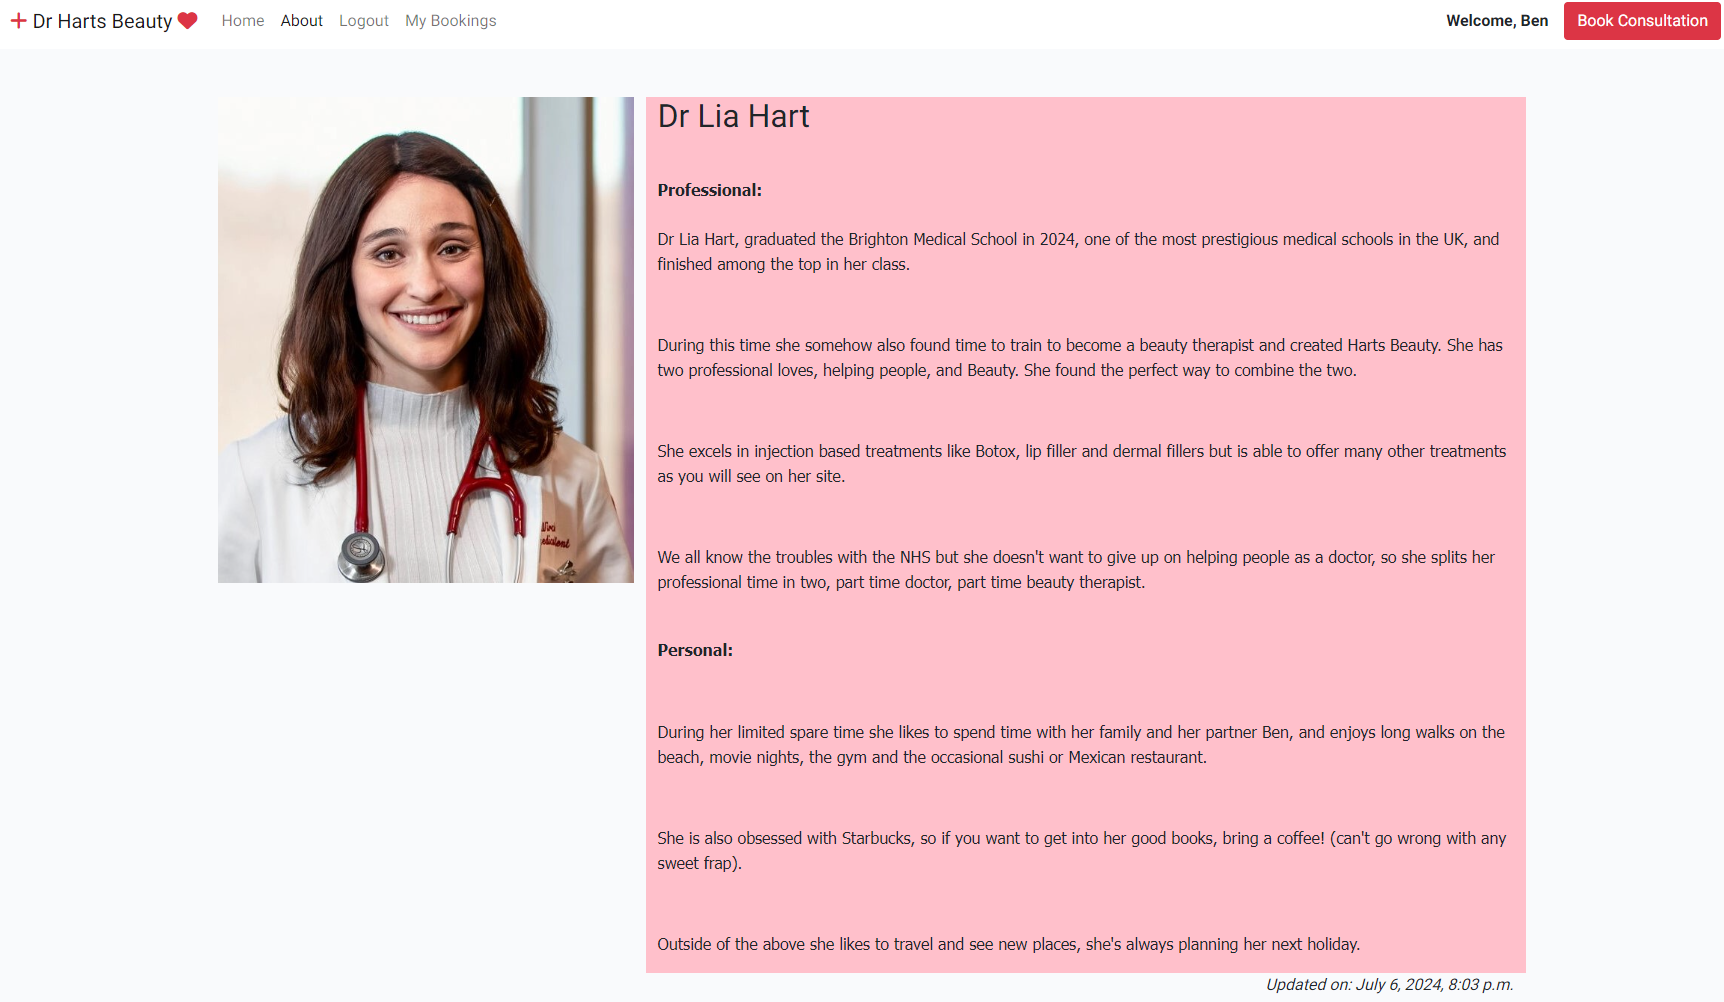 Dr Harts Beauty
Home
About
Logout
My Bookings
Welcome, Ben
Book Consultation
Dr Lia Hart
Professional:
Dr Lia Hart, graduated the Brighton Medical School in 2024, one of the most prestigious medical schools in the UK, and
finished among the top in her class.
During this time she somehow also found time to train to become a beauty therapist and created Harts Beauty. She has
two professional loves, helping people, and Beauty. She found the perfect way to combine the two.
She excels in injection based treatments like Botox, lip filler and dermal fillers but is able to offer many other treatments
as you will see on her site.
We all know the troubles with the NHS but she doesn't want to give up on helping people as a doctor, so she splits her
professional time in two, part time doctor, part time beauty therapist.
Personal:
During her limited spare time she likes to spend time with her family and her partner Ben, and enjoys long walks on the
beach, movie nights, the gym and the occasional sushi or Mexican restaurant.
She is also obsessed with Starbucks, so if you want to get into her good books, bring a coffee! (can't go wrong with any
sweet frap).
Outside of the above she likes to travel and see new places, she's always planning her next holiday.
Updated on: July 6, 2024, 8:03 p.m.